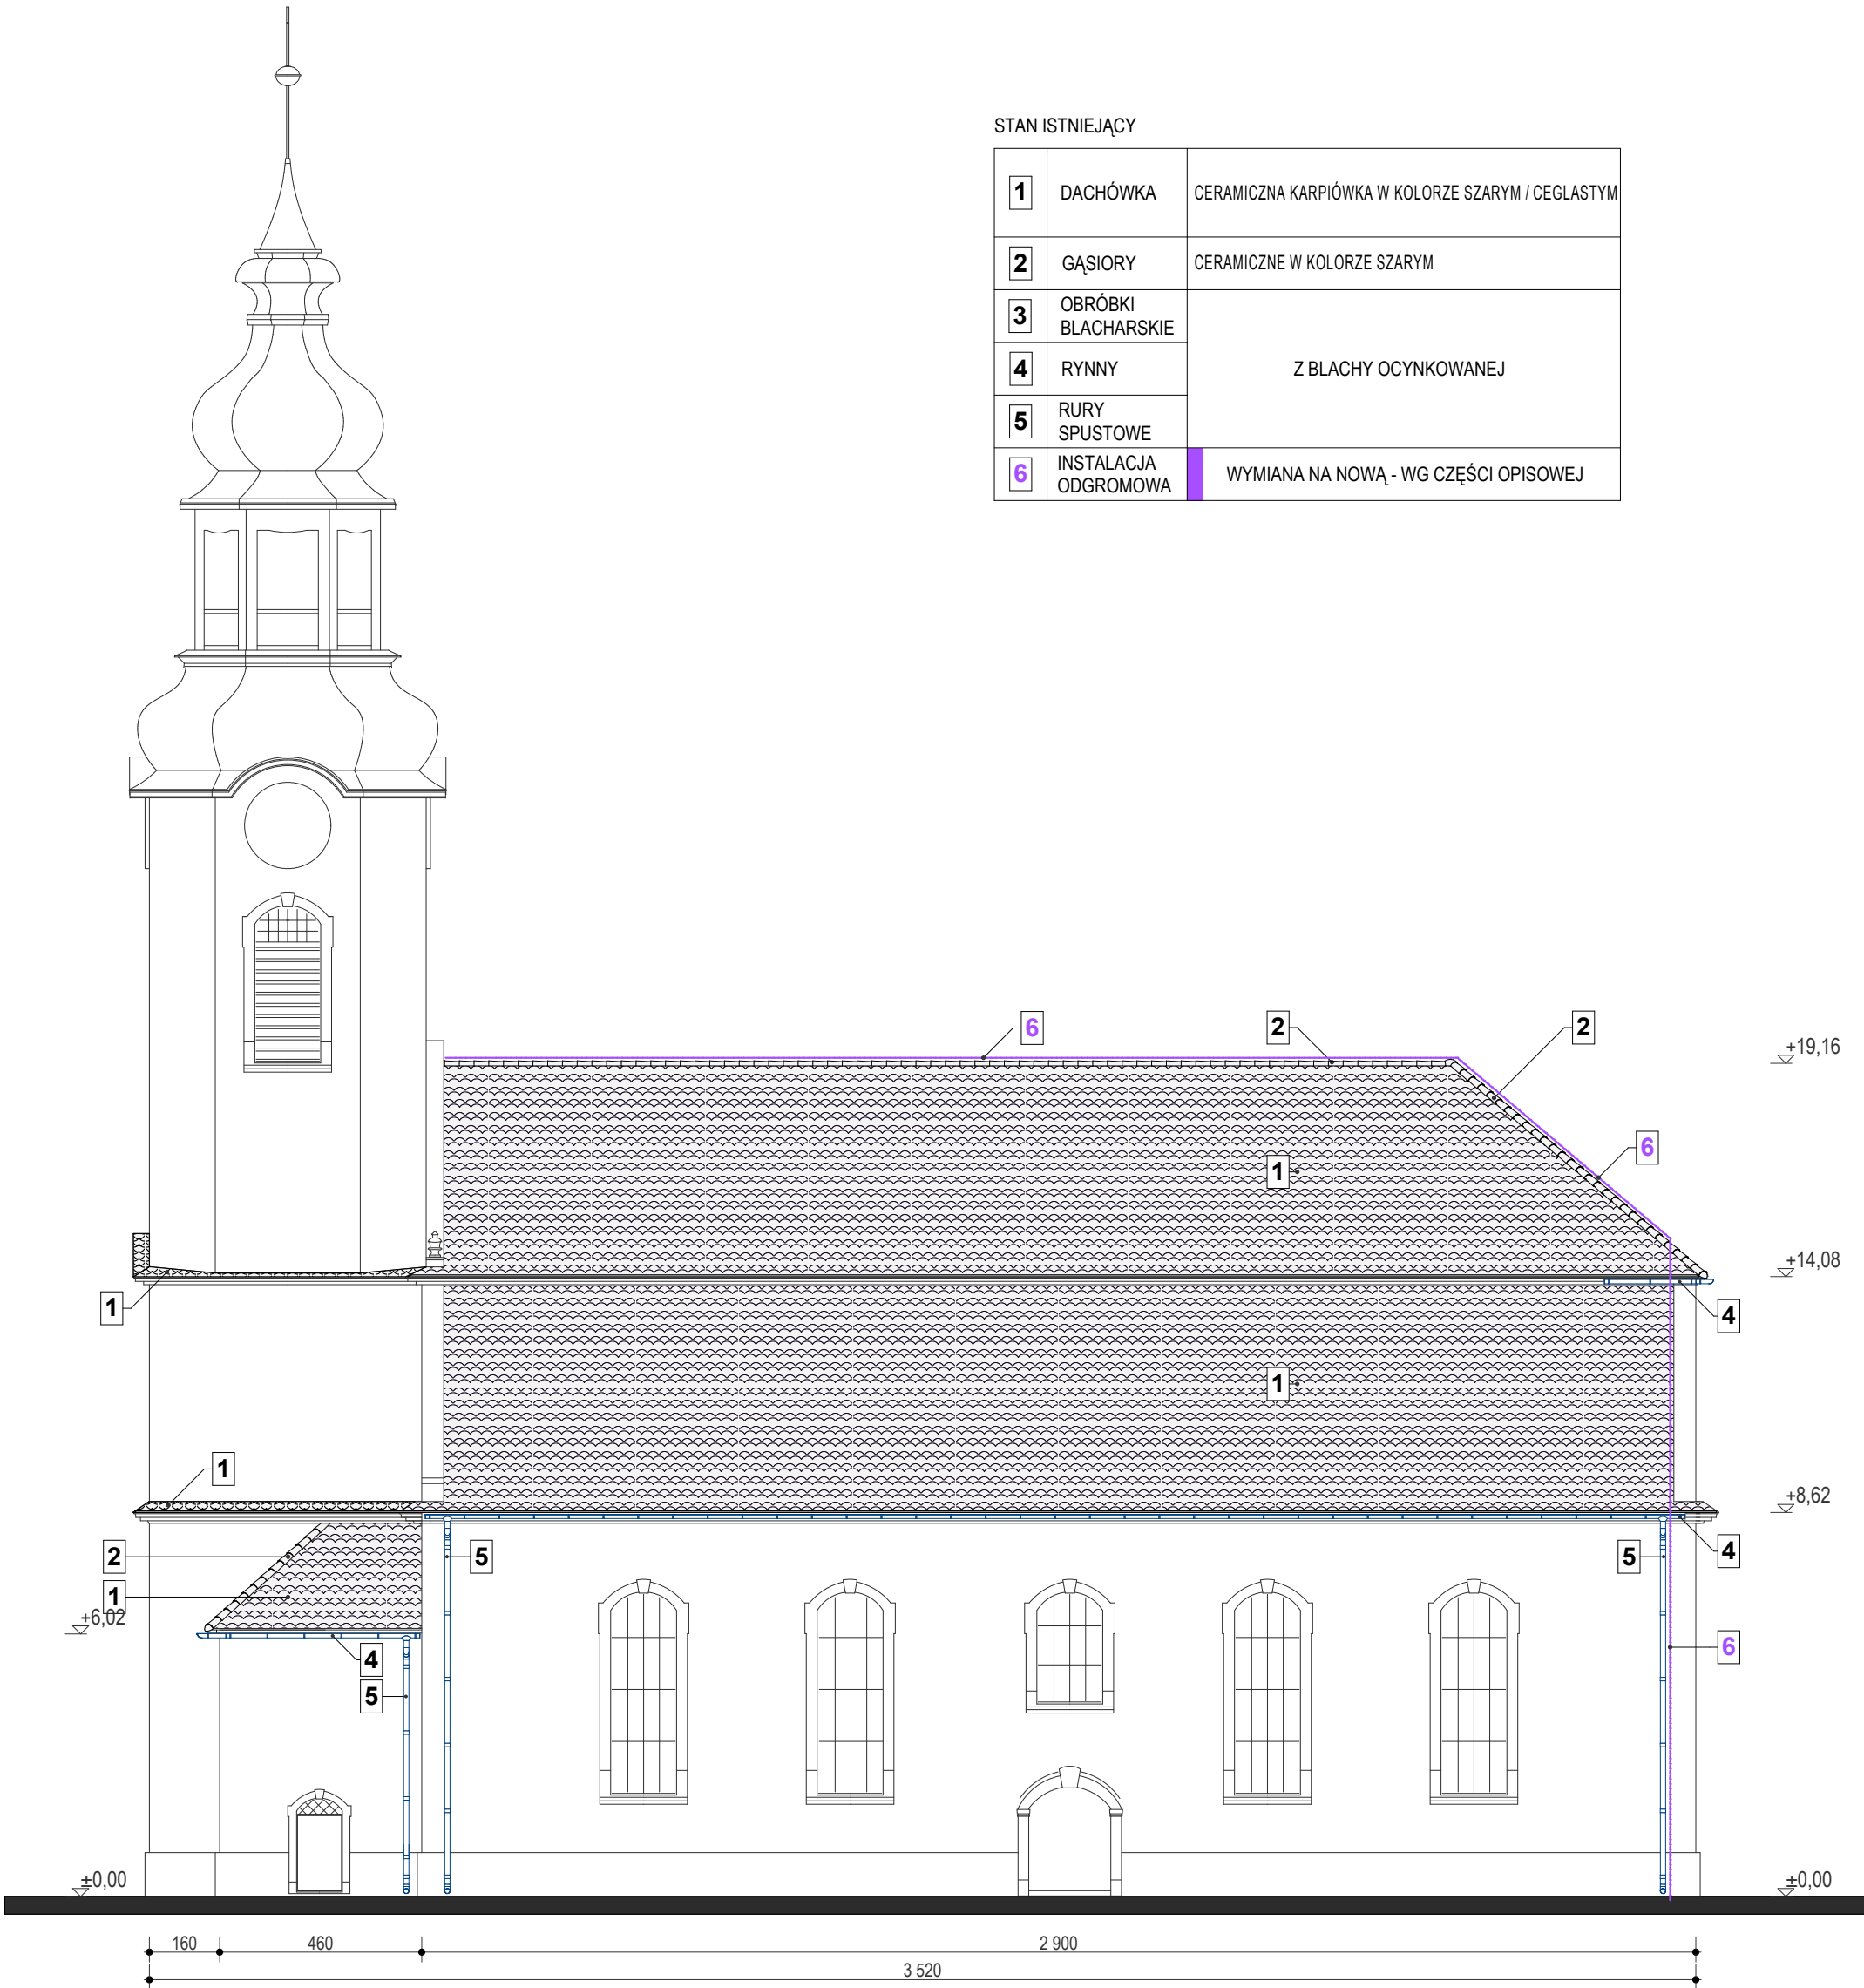 STAN ISTNIEJĄCY
1 DACHÓWKA CERAMICZNA KARPIÓWKA W KOLORZE SZARYM / CEGLASTYM
2 GĄSIORY CERAMICZNE W KOLORZE SZARYM
3 OBRÓBKI
BLACHARSKIE
4 RYNNY Z BLACHY OCYNKOWANEJ
5 RURY
SPUSTOWE
6 INSTALACJA
ODGROMOWA WYMIANA NA NOWĄ - WG CZĘŚCI OPISOWEJ
6 2 2
+19,16
6
1
+14,08
1 4
1
1
+8,62
2 5 5 4
1
+6,02
4 6
5
±0,00 ±0,00
160 460 2 900
3 520